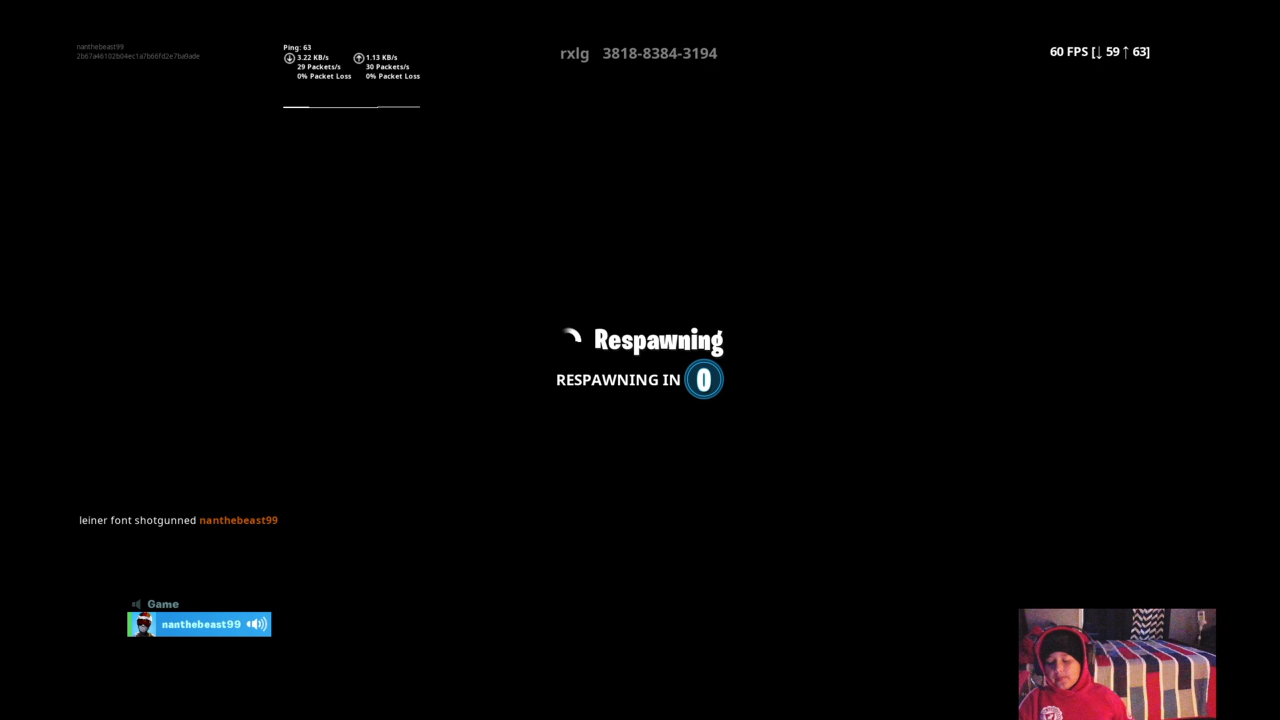 nanthebeast99
2b67a46102b04ec1a7b66fd2e7ba9ade
Ping: 63
3.22 KB/s 1.13 KB/s
29 Packets/s 30 Packets/s
0% Packet Loss 0% Packet Loss
rxlg 3818-8384-3194
60 FPS [↓ 59 ↑ 63]
Respawning
RESPAWNING IN 0
leiner font shotgunned nanthebeast99
Game
nanthebeast99